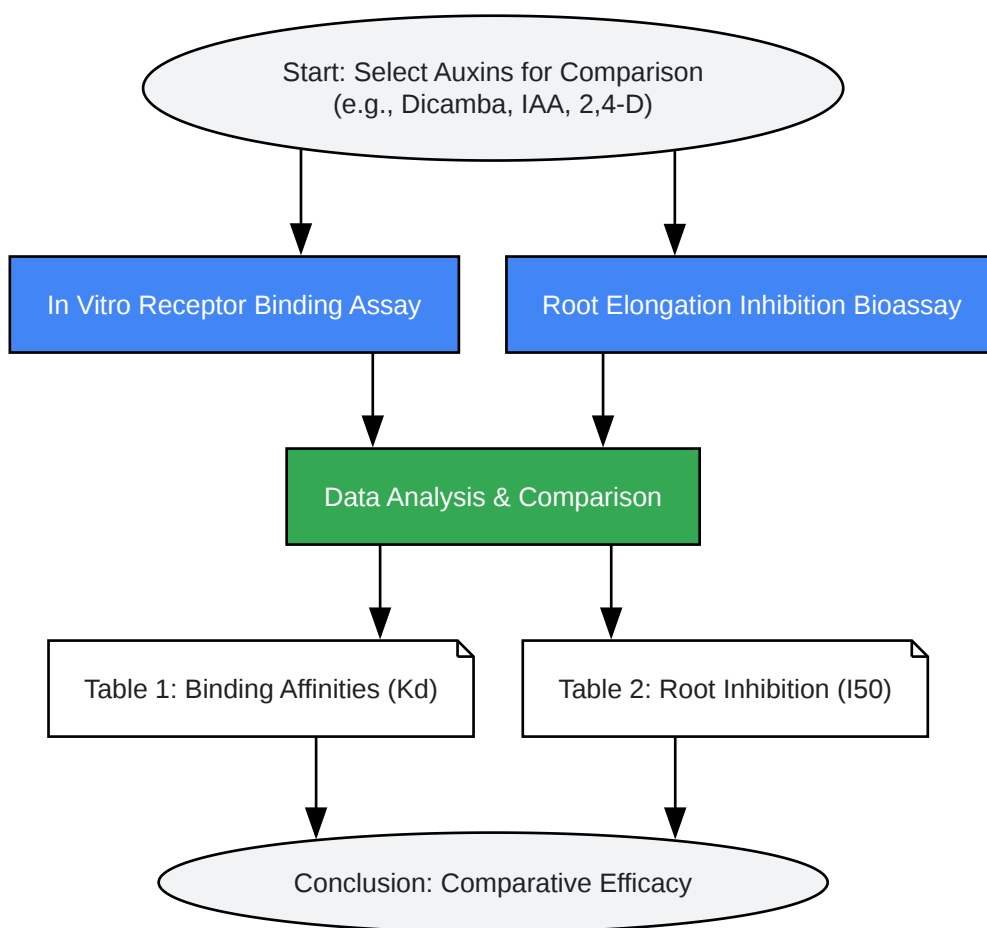 Start: Select Auxins for Comparison
(e.g., Dicamba, IAA, 2,4-D)
In Vitro Receptor Binding Assay
Root Elongation Inhibition Bioassay
Data Analysis & Comparison
Table 1: Binding Affinities (Kd)
Table 2: Root Inhibition (I50)
Conclusion: Comparative Efficacy